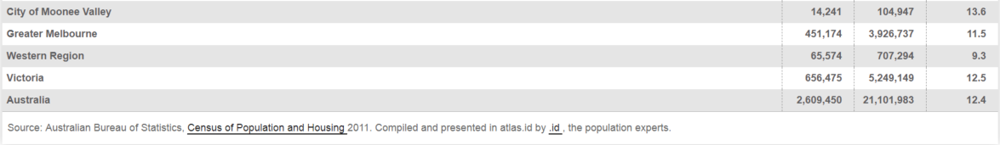 City of Moonee Valley 14,241 104,947 13.6
Greater Melbourne 451,174 3,926,737 11.5
Western Region 65,574 707,294 9.3
Victoria 656,475 5,249,149 12.5
Australia 2,609,450 21,101,983 12.4
Source: Australian Bureau of Statistics, Census of Population and Housing 2011. Compiled and presented in atlas.id by .id , the population experts.